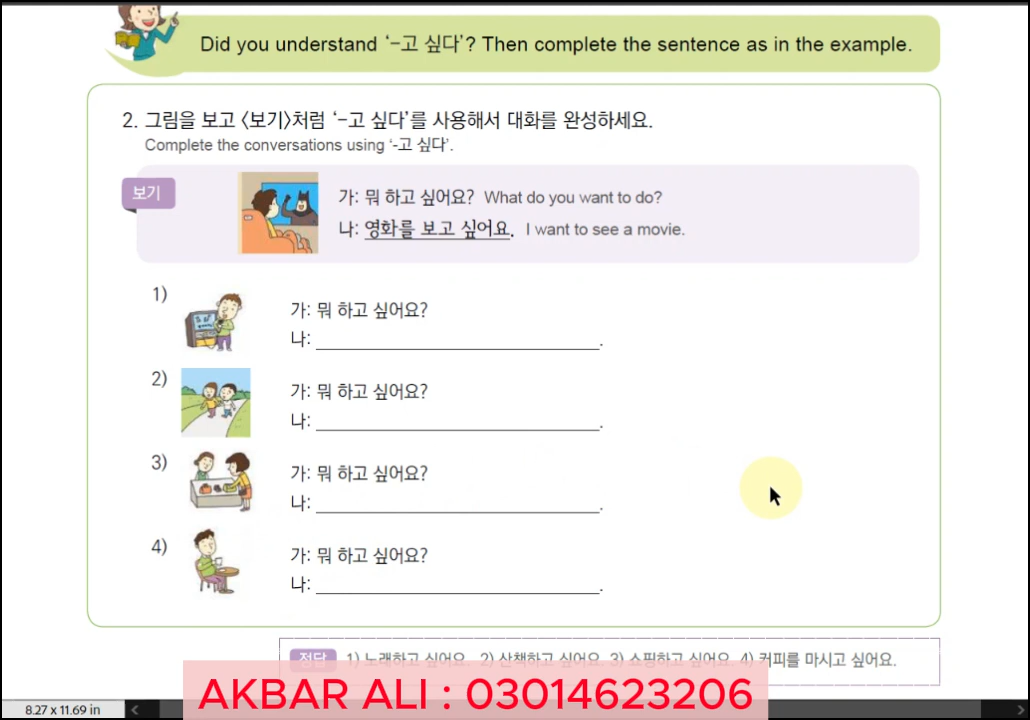 Did you understand ‘-고 싶다’? Then complete the sentence as in the example.
2. 그림을 보고 〈보기〉처럼 ‘-고 싶다’를 사용해서 대화를 완성하세요.
Complete the conversations using ‘-고 싶다’.
보기
가: 뭐 하고 싶어요? What do you want to do?
나: 영화를 보고 싶어요. I want to see a movie.
1)
가: 뭐 하고 싶어요?
나: ______________________________.
2)
가: 뭐 하고 싶어요?
나: ______________________________.
3)
가: 뭐 하고 싶어요?
나: ______________________________.
4)
가: 뭐 하고 싶어요?
나: ______________________________.
정답 1) 노래하고 싶어요. 2) 산책하고 싶어요. 3) 쇼핑하고 싶어요. 4) 커피를 마시고 싶어요.
AKBAR ALI : 03014623206
8.27 x 11.69 in